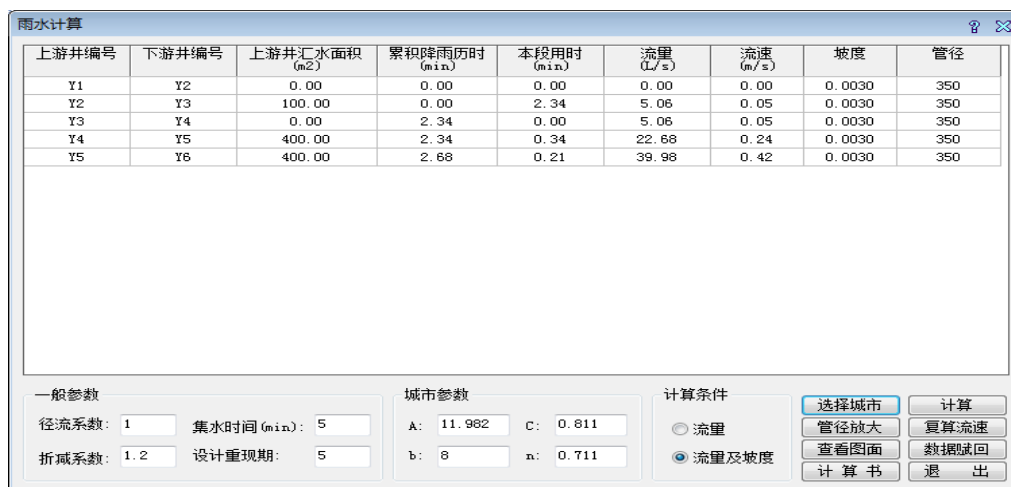 雨水计算
上游井编号 下游井编号 上游井汇水面积(m2) 累积降雨历时(min) 本段用时(min) 流量(L/s) 流速(m/s) 坡度 管径
Y1 Y2 0.00 0.00 0.00 0.00 0.00 0.0030 350
Y2 Y3 100.00 0.00 2.34 5.06 0.05 0.0030 350
Y3 Y4 0.00 2.34 0.00 5.06 0.05 0.0030 350
Y4 Y5 400.00 2.34 0.34 22.68 0.24 0.0030 350
Y5 Y6 400.00 2.68 0.21 39.98 0.42 0.0030 350
一般参数
径流系数: 1 集水时间(min): 5
折减系数: 1.2 设计重现期: 5
城市参数
A: 11.982 C: 0.811
b: 8 n: 0.711
计算条件
流量
流量及坡度
选择城市 计算
管径放大 复算流速
查看图面 数据赋回
计 算 书 退 出